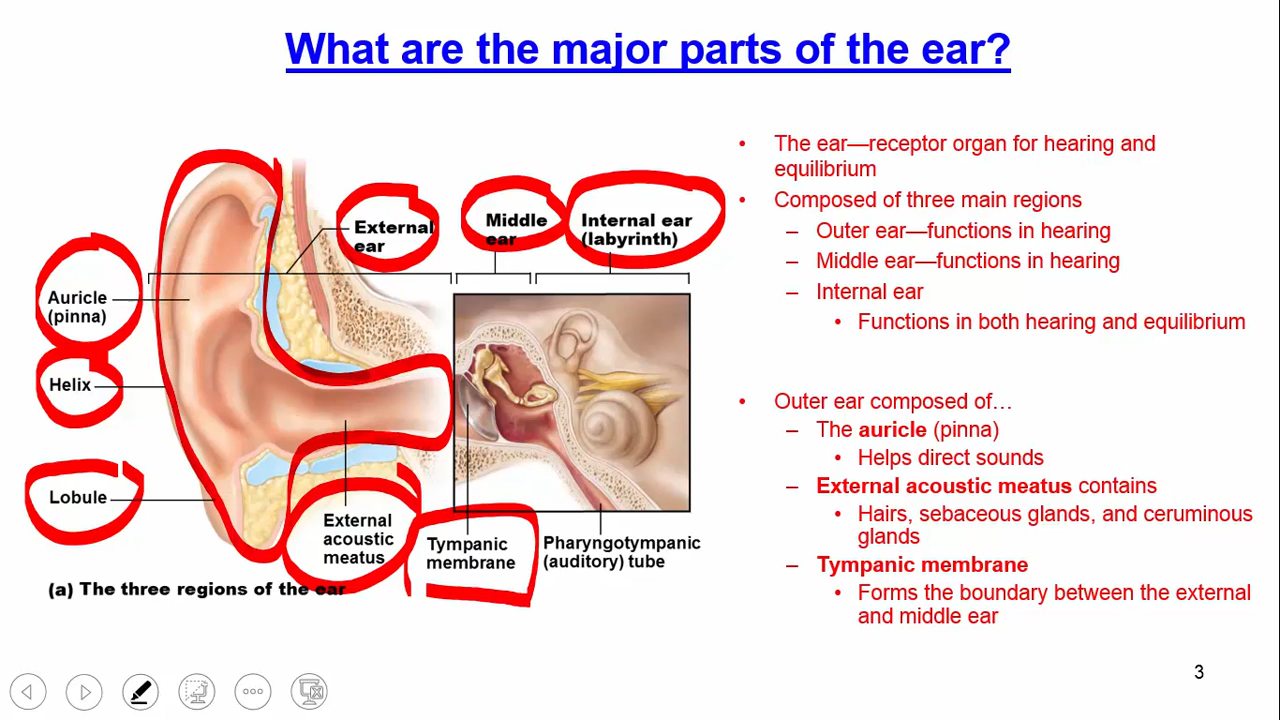 What are the major parts of the ear?
External
ear
Middle
ear
Internal ear
(labyrinth)
Auricle
(pinna)
Helix
Lobule
External
acoustic
meatus
Tympanic
membrane
Pharyngotympanic
(auditory) tube
(a) The three regions of the ear
• The ear—receptor organ for hearing and
equilibrium
• Composed of three main regions
– Outer ear—functions in hearing
– Middle ear—functions in hearing
– Internal ear
• Functions in both hearing and equilibrium
• Outer ear composed of…
– The auricle (pinna)
• Helps direct sounds
– External acoustic meatus contains
• Hairs, sebaceous glands, and ceruminous
glands
– Tympanic membrane
• Forms the boundary between the external
and middle ear
3